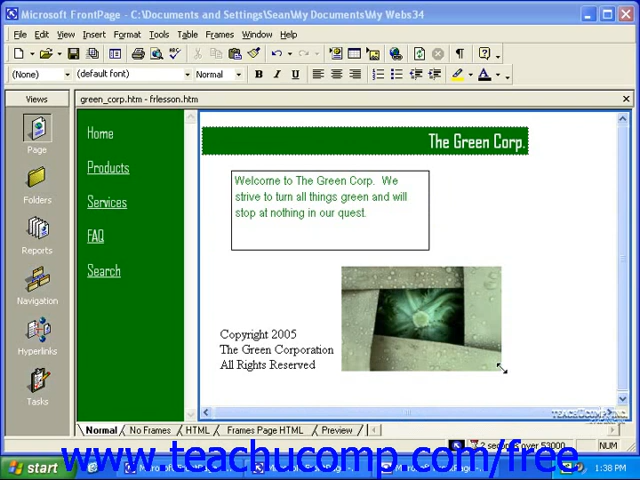 Microsoft FrontPage - C:\Documents and Settings\Sean\My Documents\My Webs34
File Edit View Insert Format Tools Table Frames Window Help
(None) (default font) Normal
Views
green_corp.htm - frlesson.htm
Page
Folders
Reports
Navigation
Hyperlinks
Tasks
Home
Products
Services
FAQ
Search
The Green Corp.
Welcome to The Green Corp. We
strive to turn all things green and will
stop at nothing in our quest.
Copyright 2005
The Green Corporation
All Rights Reserved
Normal No Frames HTML Frames Page HTML Preview
2 seconds over 53000 NUM
www.teachucomp.com/free
start 1:38 PM